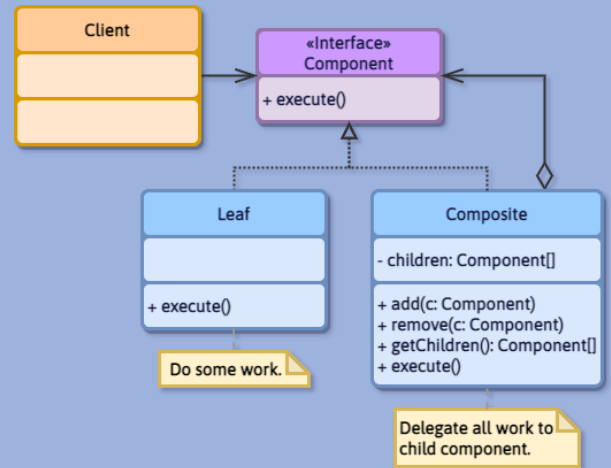 Client
«Interface»
Component
+ execute()
Leaf
+ execute()
Do some work.
Composite
- children: Component[]
+ add(c: Component)
+ remove(c: Component)
+ getChildren(): Component[]
+ execute()
Delegate all work to
child component.